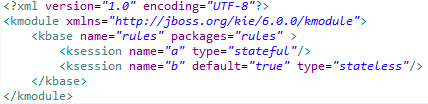 <?xml version="1.0" encoding="UTF-8"?>
<kmodule xmlns="http://jboss.org/kie/6.0.0/kmodule">
    <kbase name="rules" packages="rules" >
        <ksession name="a" type="stateful"/>
        <ksession name="b" default="true" type="stateless"/>
    </kbase>
</kmodule>